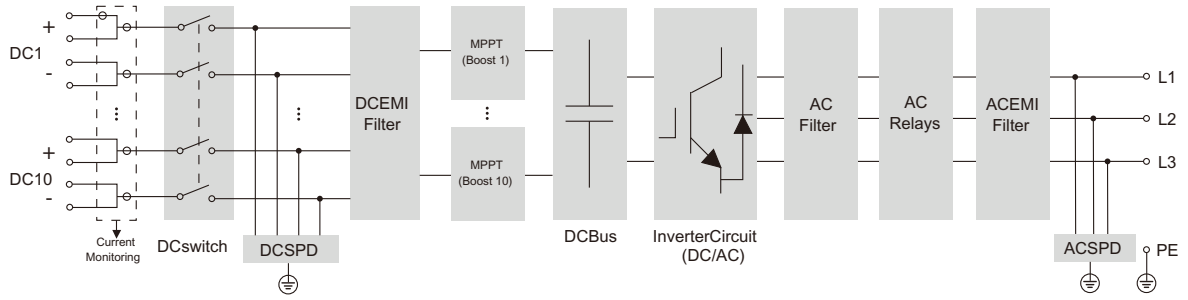 +
DC1
-
+
DC10
-
Current
Monitoring
DCswitch
DCSPD
DCEMI
Filter
MPPT
(Boost 1)
MPPT
(Boost 10)
DCBus
InverterCircuit
(DC/AC)
AC
Filter
AC
Relays
ACEMI
Filter
L1
L2
L3
ACSPD
PE